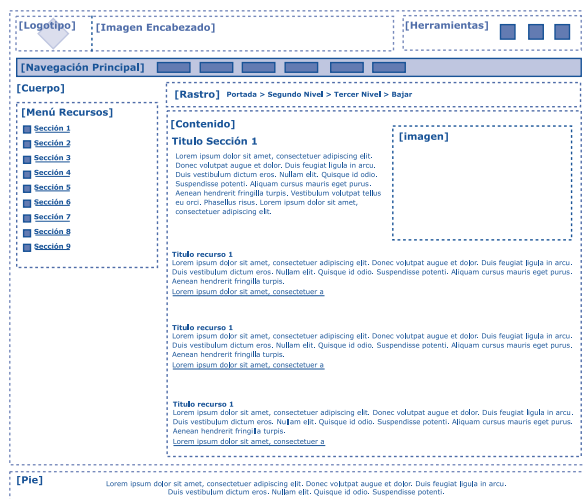 [Logotipo]
[Imagen Encabezado]
[Herramientas]
[Navegación Principal]
[Cuerpo]
[Rastro] Portada > Segundo Nivel > Tercer Nivel > Bajar
[Menú Recursos]
Sección 1
Sección 2
Sección 3
Sección 4
Sección 5
Sección 6
Sección 7
Sección 8
Sección 9
[Contenido]
Titulo Sección 1
Lorem ipsum dolor sit amet, consectetuer adipiscing elit.
Donec volutpat augue et dolor. Duis feugiat ligula in arcu.
Duis vestibulum dictum eros. Nullam elit. Quisque id odio.
Suspendisse potenti. Aliquam cursus mauris eget purus.
Aenean hendrerit fringilla turpis. Vestibulum volutpat tellus
eu orci. Phasellus risus. Lorem ipsum dolor sit amet,
consectetuer adipiscing elit.
[imagen]
Titulo recurso 1
Lorem ipsum dolor sit amet, consectetuer adipiscing elit. Donec volutpat augue et dolor. Duis feugiat ligula in arcu.
Duis vestibulum dictum eros. Nullam elit. Quisque id odio. Suspendisse potenti. Aliquam cursus mauris eget purus.
Aenean hendrerit fringilla turpis.
Lorem ipsum dolor sit amet, consectetuer a
Titulo recurso 1
Lorem ipsum dolor sit amet, consectetuer adipiscing elit. Donec volutpat augue et dolor. Duis feugiat ligula in arcu.
Duis vestibulum dictum eros. Nullam elit. Quisque id odio. Suspendisse potenti. Aliquam cursus mauris eget purus.
Aenean hendrerit fringilla turpis.
Lorem ipsum dolor sit amet, consectetuer a
Titulo recurso 1
Lorem ipsum dolor sit amet, consectetuer adipiscing elit. Donec volutpat augue et dolor. Duis feugiat ligula in arcu.
Duis vestibulum dictum eros. Nullam elit. Quisque id odio. Suspendisse potenti. Aliquam cursus mauris eget purus.
Aenean hendrerit fringilla turpis.
Lorem ipsum dolor sit amet, consectetuer a
[Pie]
Lorem ipsum dolor sit amet, consectetuer adipiscing elit. Donec volutpat augue et dolor. Duis feugiat ligula in arcu.
Duis vestibulum dictum eros. Nullam elit. Quisque id odio. Suspendisse potenti.